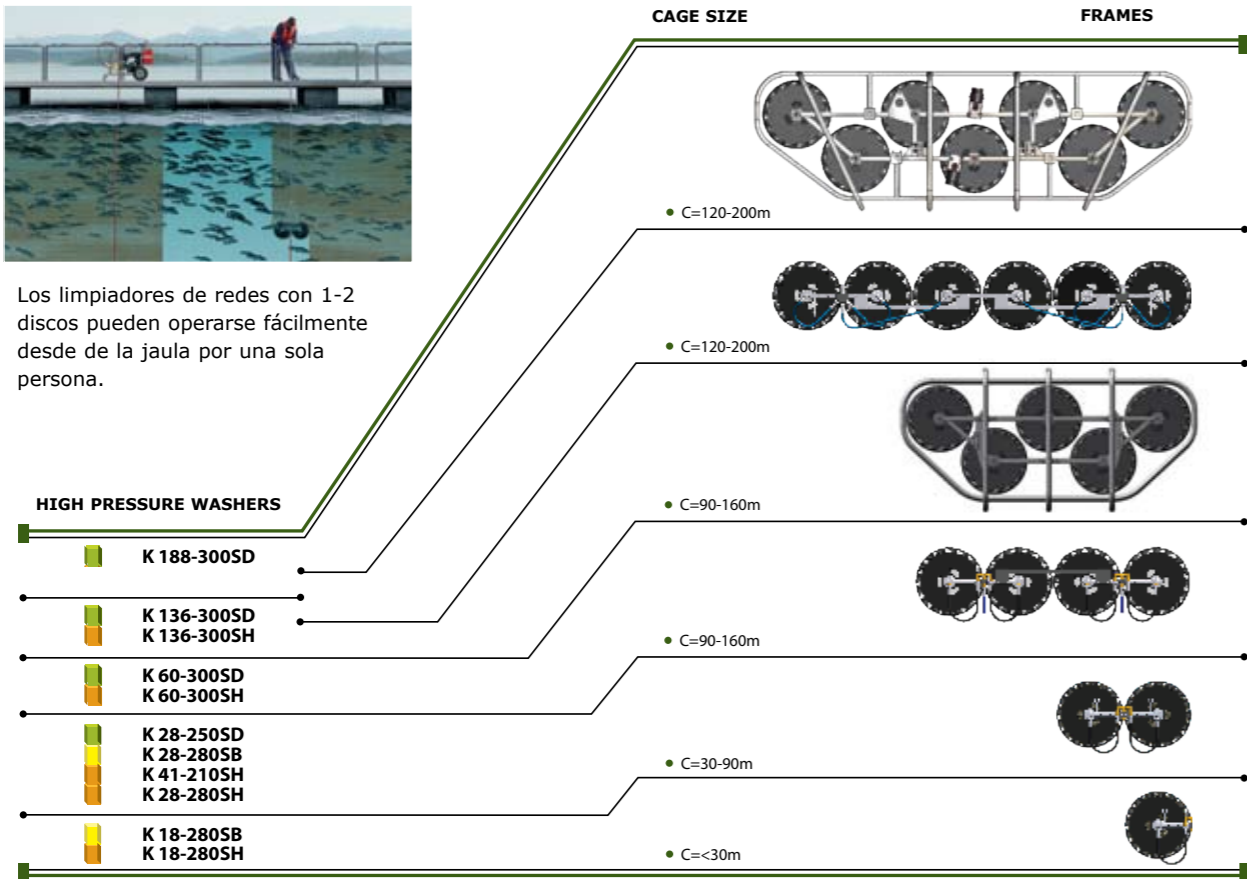 CAGE SIZE
FRAMES
C=120-200m
C=120-200m
Los limpiadores de redes con 1-2
discos pueden operarse fácilmente
desde de la jaula por una sola
persona.
C=90-160m
HIGH PRESSURE WASHERS
K 188-300SD
K 136-300SD
K 136-300SH
C=90-160m
K 60-300SD
K 60-300SH
K 28-250SD
K 28-280SB
K 41-210SH
K 28-280SH
C=30-90m
K 18-280SB
K 18-280SH
C=<30m